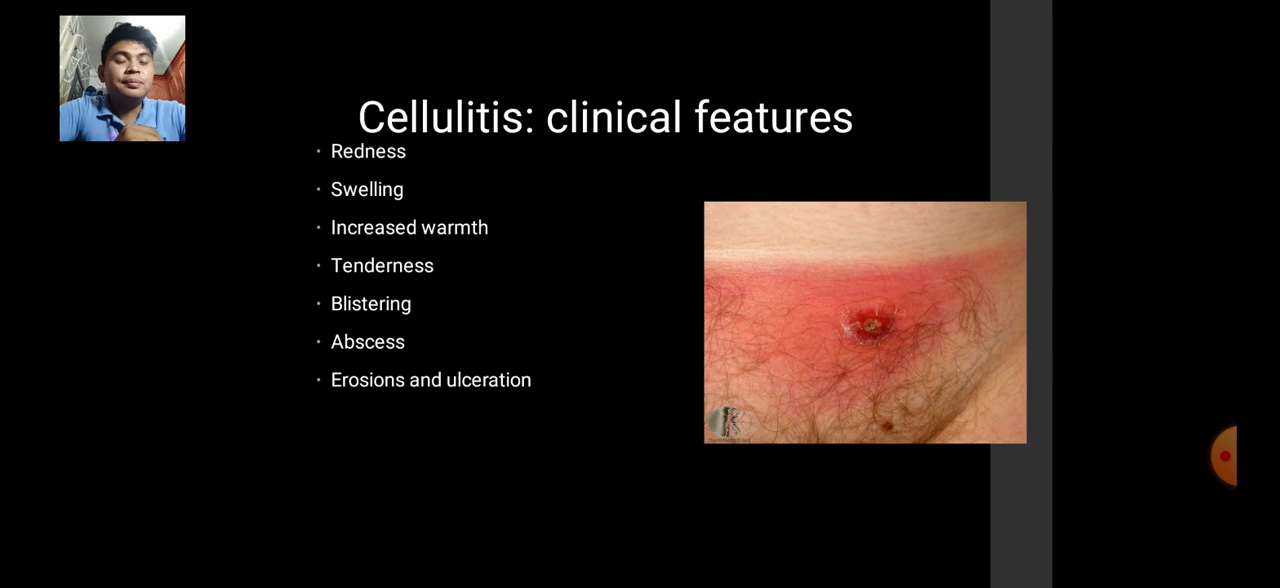 Cellulitis: clinical features
· Redness
· Swelling
· Increased warmth
· Tenderness
· Blistering
· Abscess
· Erosions and ulceration